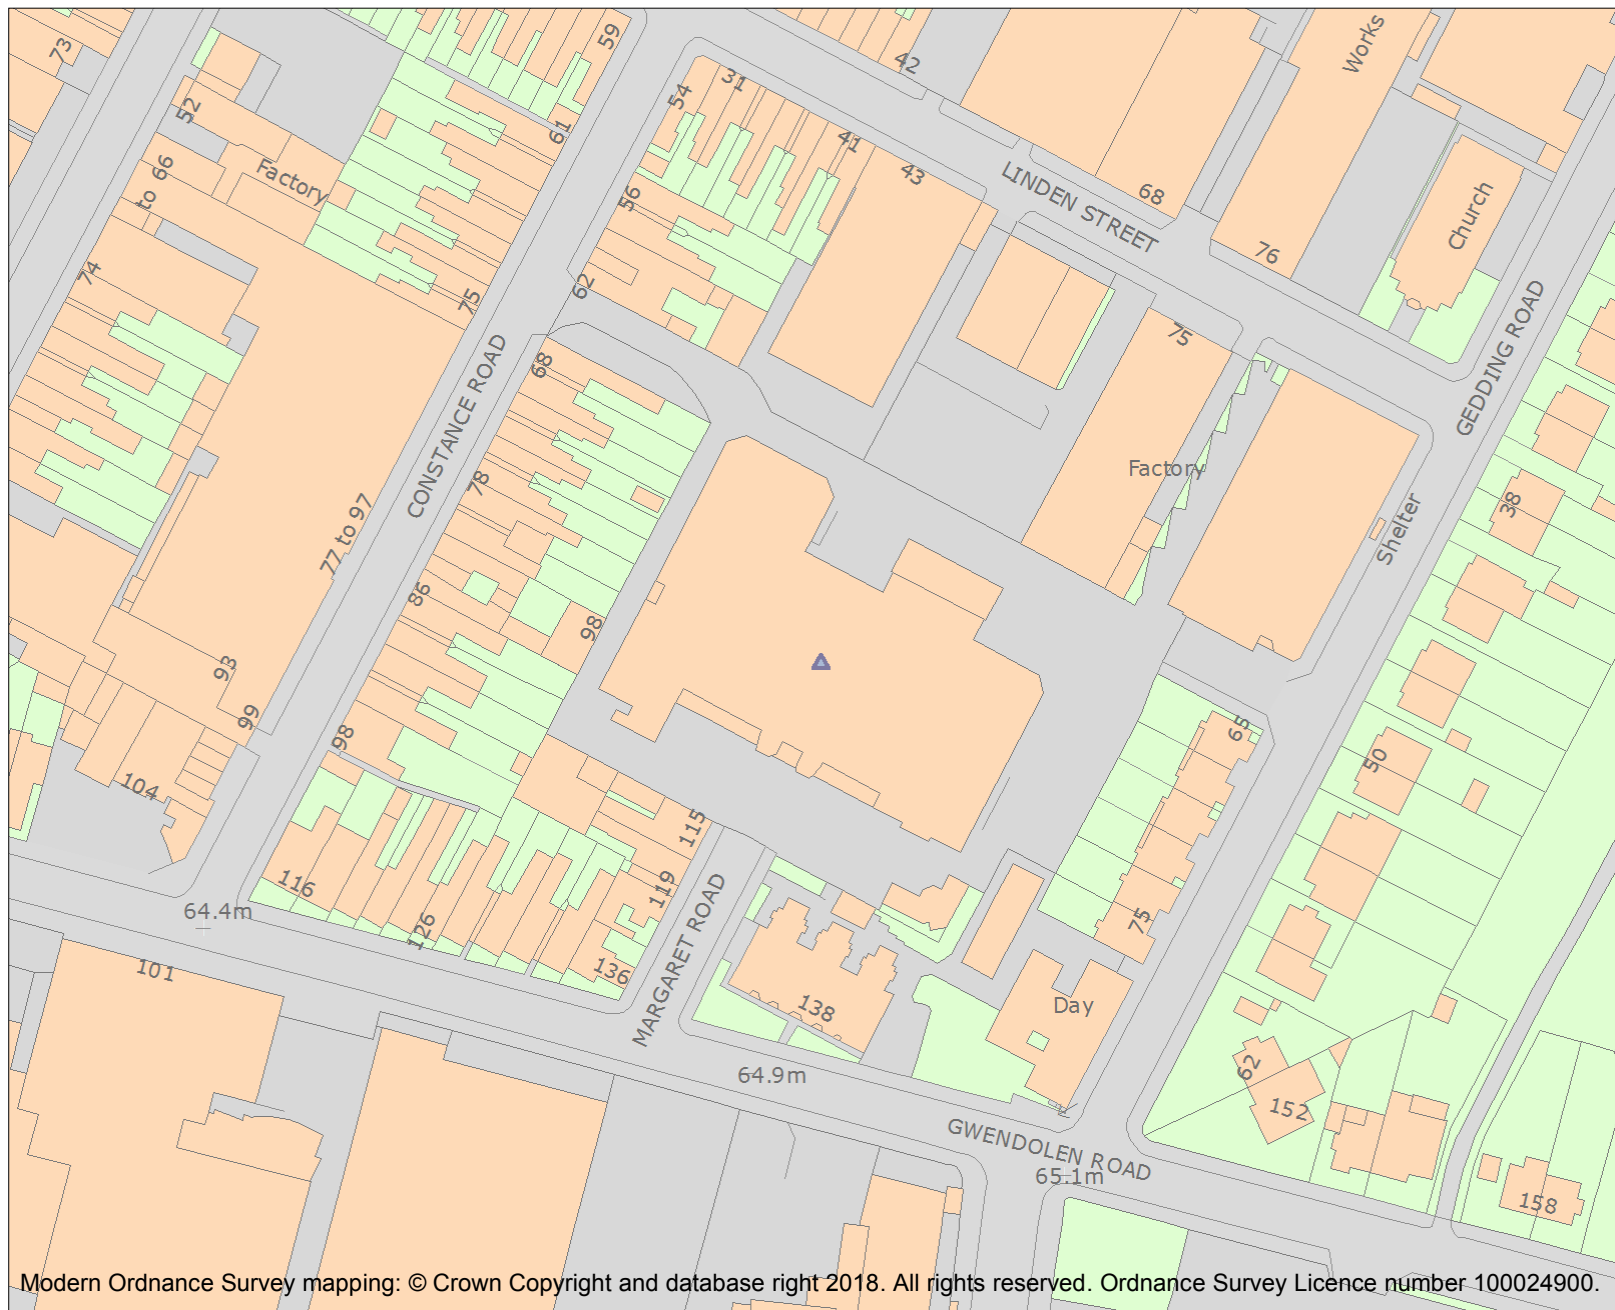 73
59
42
Works
52
54
31
61
41
43
to 66
Factory
56
LINDEN STREET
68
76
Church
74
75
62
GEDDING ROAD
CONSTANCE ROAD
68
75
78
Factory
38
Shelter
77 to 97
86
98
93
99
98
65
50
104
115
116
119
64.4m
126
MARGARET ROAD
75
101
136
138
Day
64.9m
62
152
GWENDOLEN ROAD
65.1m
158
Modern Ordnance Survey mapping: © Crown Copyright and database right 2018. All rights reserved. Ordnance Survey Licence number 100024900.